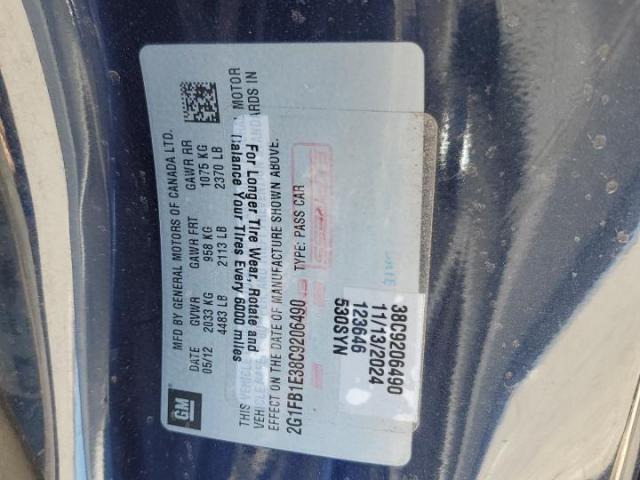 GM
MFD BY GENERAL MOTORS OF CANADA LTD.
DATE GVWR GAWR FRT GAWR RR
05/12 2033 KG 958 KG 1075 KG
4483 LB 2113 LB 2370 LB
THIS MOTOR
For Longer Tire Wear, Rotate and
Balance Your Tires Every 6000 miles
VEHICLE STANDARDS IN
EFFECT ON THE DATE OF MANUFACTURE SHOWN ABOVE.
2G1FB1E38C9206490 TYPE: PASS CAR
38C9206490
11/13/2024
123646
530SYN